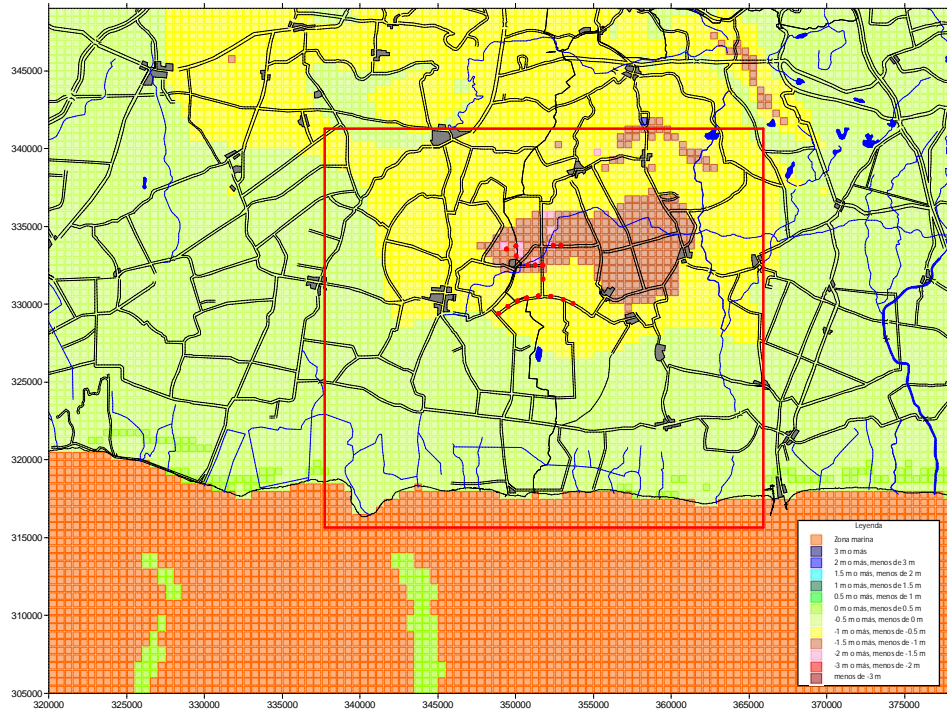 345000
340000
335000
330000
325000
320000
315000
310000
305000
320000
325000
330000
335000
340000
345000
350000
355000
360000
365000
370000
375000
Leyenda
Zona marina
3 m o más
2 m o más, menos de 3 m
1.5 m o más, menos de 2 m
1 m o más, menos de 1.5 m
0.5 m o más, menos de 1 m
0 m o más, menos de 0.5 m
-0.5 m o más, menos de 0 m
-1 m o más, menos de -0.5 m
-1.5 m o más, menos de -1 m
-2 m o más, menos de -1.5 m
-3 m o más, menos de -2 m
menos de -3 m